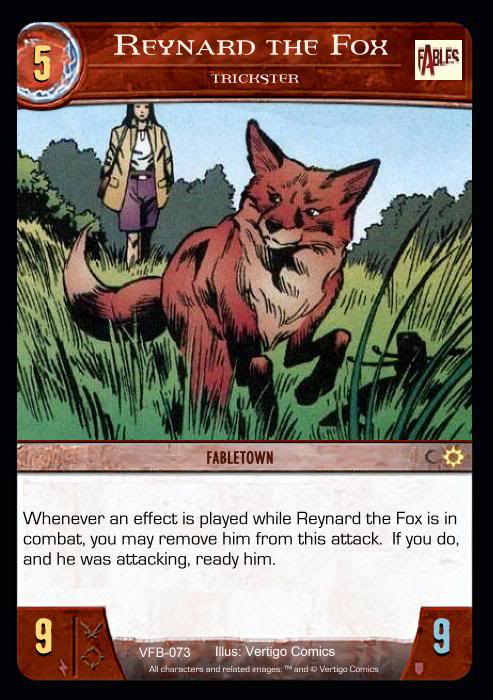 5
REYNARD THE FOX
FABLES
TRICKSTER
FABLETOWN
C
Whenever an effect is played while Reynard the Fox is in
combat, you may remove him from this attack.  If you do,
and he was attacking, ready him.
9
9
VFB-073 Illus: Vertigo Comics
All characters and related images: ™ and © Vertigo Comics